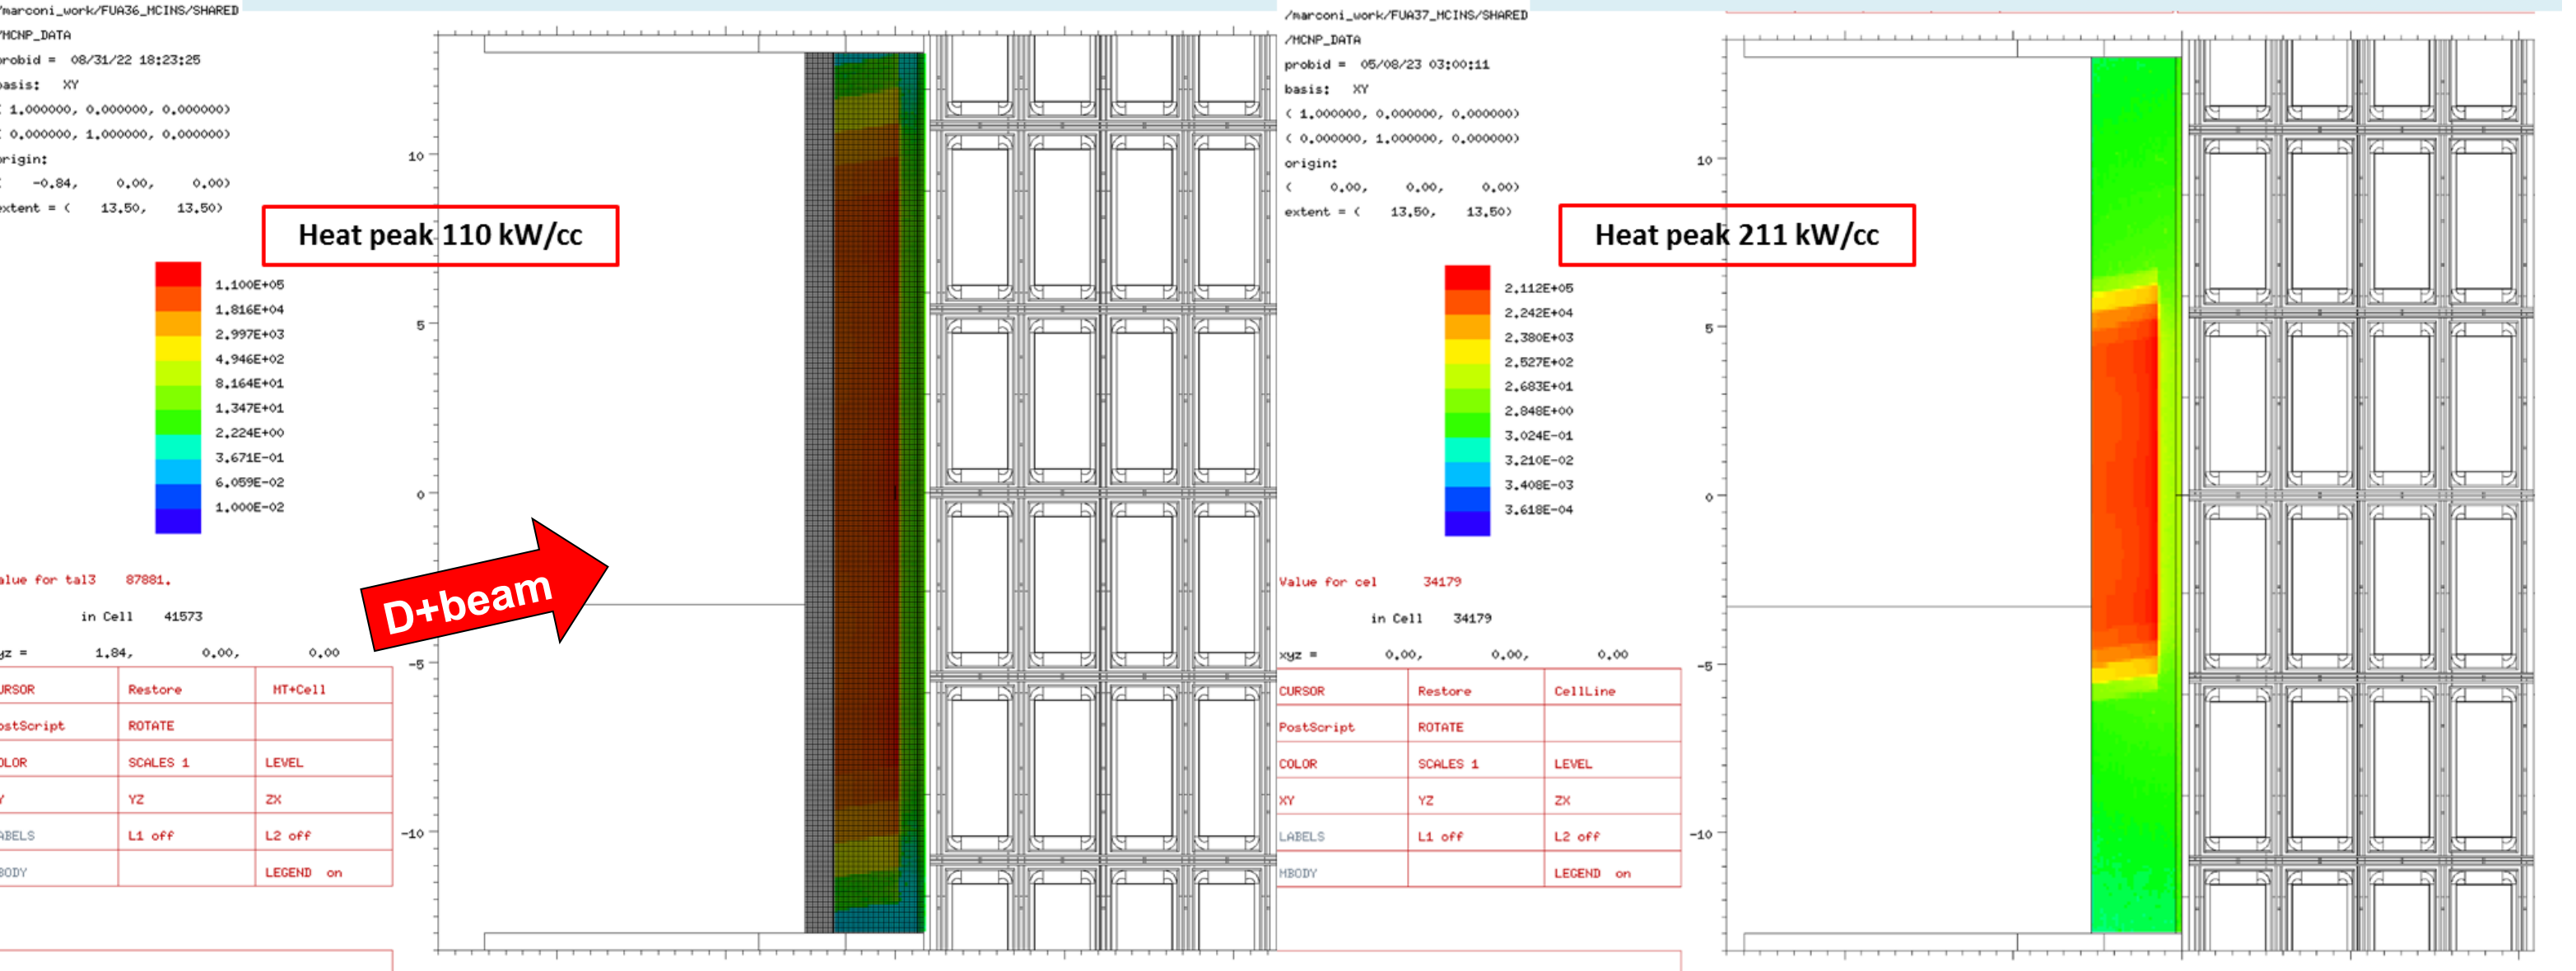 /marconi_work/FUA36_MCINS/SHARED
/MCNP_DATA
probid = 08/31/22 18:23:25
basis: XY
( 1.000000, 0.000000, 0.000000)
( 0.000000, 1.000000, 0.000000)
origin:
( -0.84, 0.00, 0.00)
extent = ( 13.50, 13.50)
Heat peak 110 kW/cc
1.100E+05
1.816E+04
2.997E+03
4.946E+02
8.164E+01
1.347E+01
2.224E+00
3.671E-01
6.059E-02
1.000E-02
alue for tal3 87881.
in Cell 41573
yz = 1.84, 0.00, 0.00
URSOR Restore MT+Cell
ostScript ROTATE
OLOR SCALES 1 LEVEL
Y YZ ZX
ABELS L1 off L2 off
BODY LEGEND on
10
5
0
-5
-10
D+beam
/marconi_work/FUA37_MCINS/SHARED
/MCNP_DATA
probid = 05/08/23 03:00:11
basis: XY
( 1.000000, 0.000000, 0.000000)
( 0.000000, 1.000000, 0.000000)
origin:
( 0.00, 0.00, 0.00)
extent = ( 13.50, 13.50)
Heat peak 211 kW/cc
2.112E+05
2.242E+04
2.380E+03
2.527E+02
2.683E+01
2.848E+00
3.024E-01
3.210E-02
3.408E-03
3.618E-04
Value for cel 34179
in Cell 34179
xyz = 0.00, 0.00, 0.00
CURSOR Restore CellLine
PostScript ROTATE
COLOR SCALES 1 LEVEL
XY YZ ZX
LABELS L1 off L2 off
MBODY LEGEND on
10
5
0
-5
-10